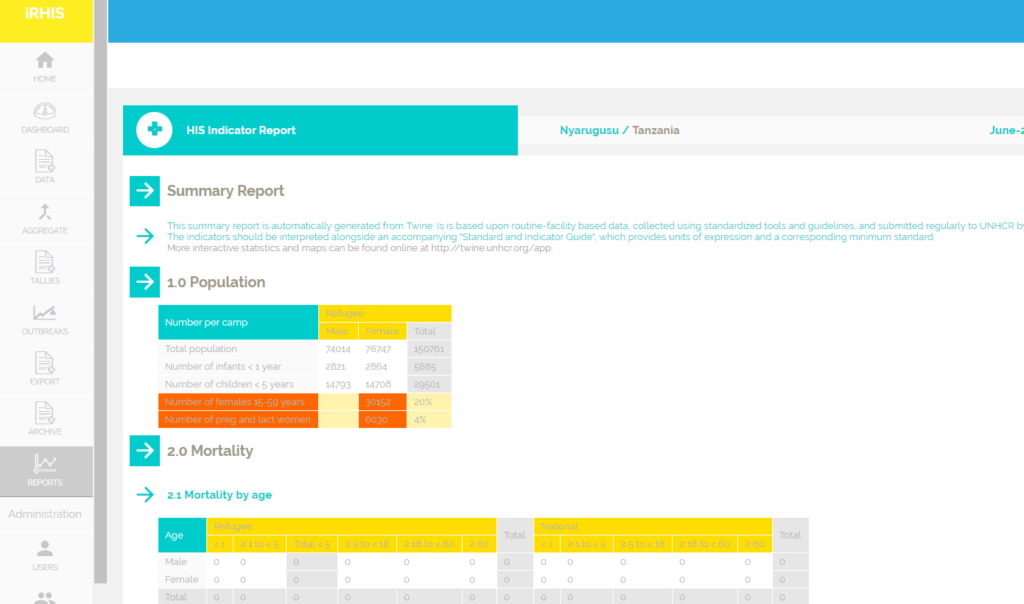 iRHIS
HOME
DASHBOARD
DATA
AGGREGATE
TALLIES
OUTBREAKS
EXPORT
ARCHIVE
REPORTS
Administration
USERS
HIS Indicator Report
Nyarugusu / Tanzania
June-2
Summary Report
This summary report is automatically generated from Twine. Is is based upon routine-facility based data, collected using standardized tools and guidelines, and submitted regularly to UNHCR by
The indicators should be interpreted alongside an accompanying "Standard and Indicator Guide", which provides units of expression and a corresponding minimum standard.
More interactive statistics and maps can be found online at http://twine.unhcr.org/app.
1.0 Population
Number per camp Refugee
Male Female Total
Total population 74014 76747 150761
Number of infants < 1 year 2821 2864 5685
Number of children < 5 years 14793 14708 29501
Number of females 15-59 years 30152 20%
Number of preg and lact women 6030 4%
2.0 Mortality
2.1 Mortality by age
Age Refugee Total National Total
< 1 ≥ 1 to < 5 Total < 5 ≥ 5 to < 18 ≥ 18 to < 60 ≥ 60 < 1 ≥ 1 to < 5 ≥ 5 to < 18 ≥ 18 to < 60 ≥ 60
Male 0 0 0 0 0 0 0 0 0 0 0 0 0
Female 0 0 0 0 0 0 0 0 0 0 0 0 0
Total 0 0 0 0 0 0 0 0 0 0 0 0 0